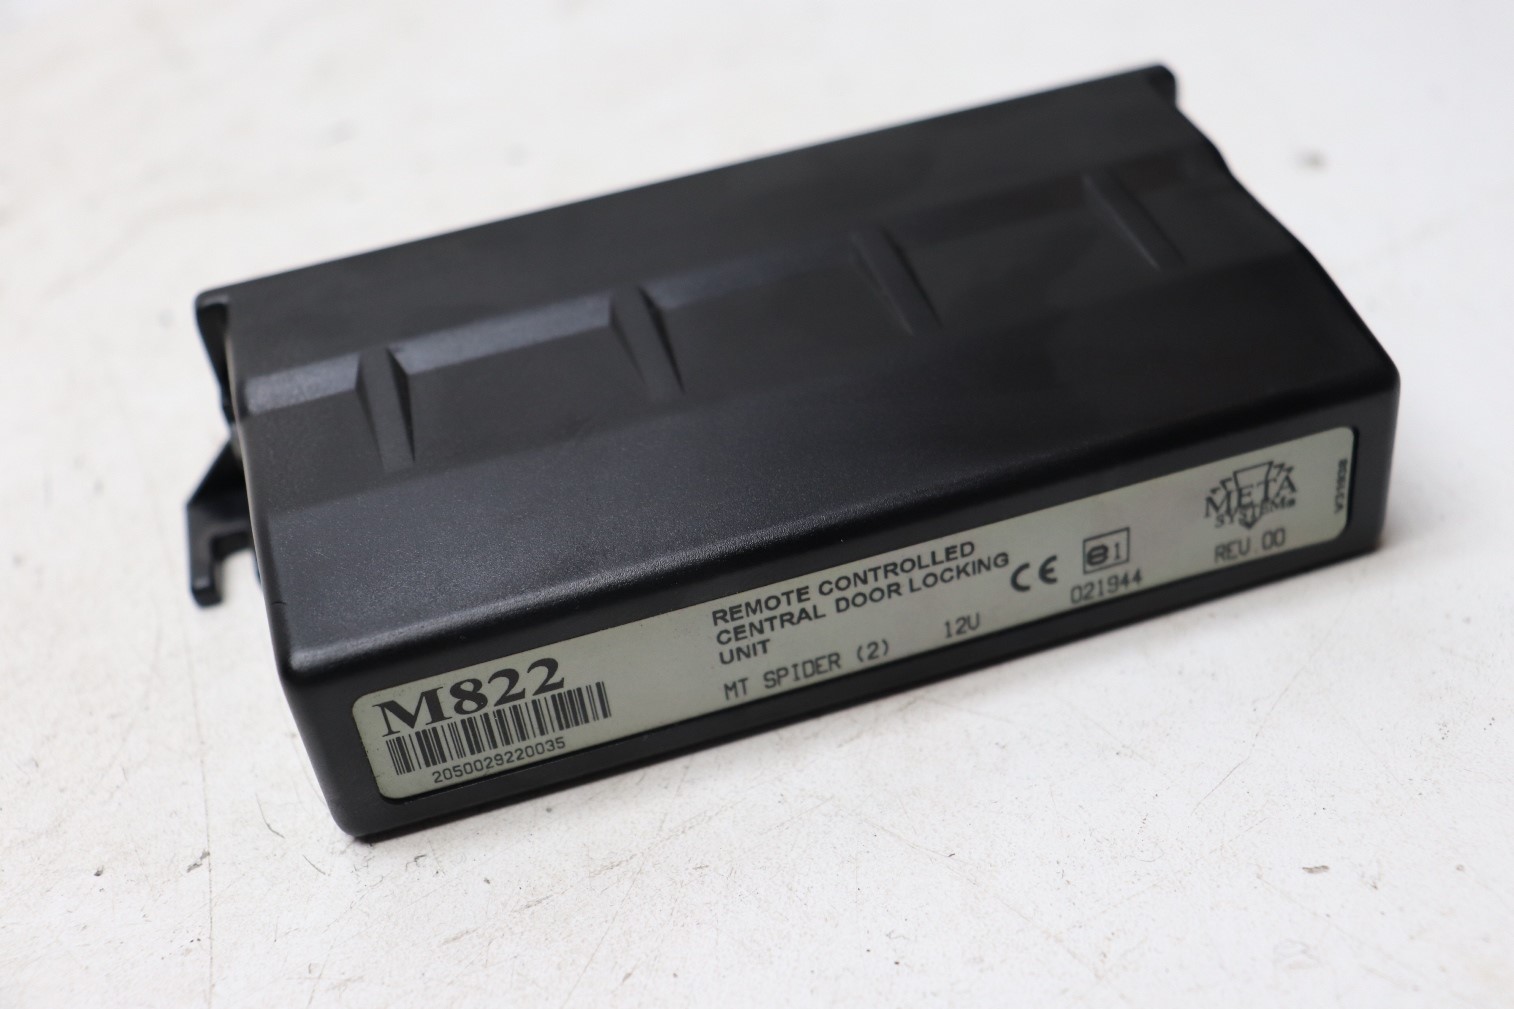 M822
2050029220035
REMOTE CONTROLLED
CENTRAL DOOR LOCKING
UNIT
MT SPIDER (2) 12V
CE
e1
021944
META
SYSTEM
REV.00